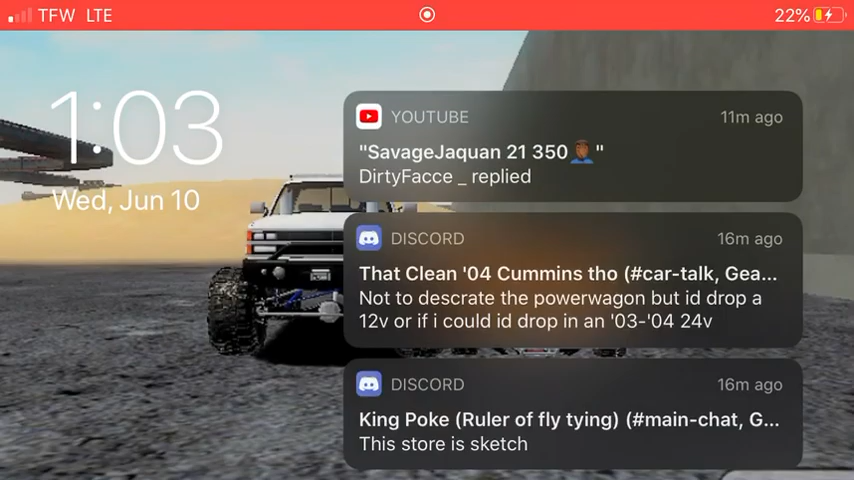 TFW LTE
22%
1:03
Wed, Jun 10
YOUTUBE 11m ago
"SavageJaquan 21 350🤦🏾‍♂️"
DirtyFacce _ replied
DISCORD 16m ago
That Clean '04 Cummins tho (#car-talk, Gea...
Not to descrate the powerwagon but id drop a
12v or if i could id drop in an '03-'04 24v
DISCORD 16m ago
King Poke (Ruler of fly tying) (#main-chat, G...
This store is sketch